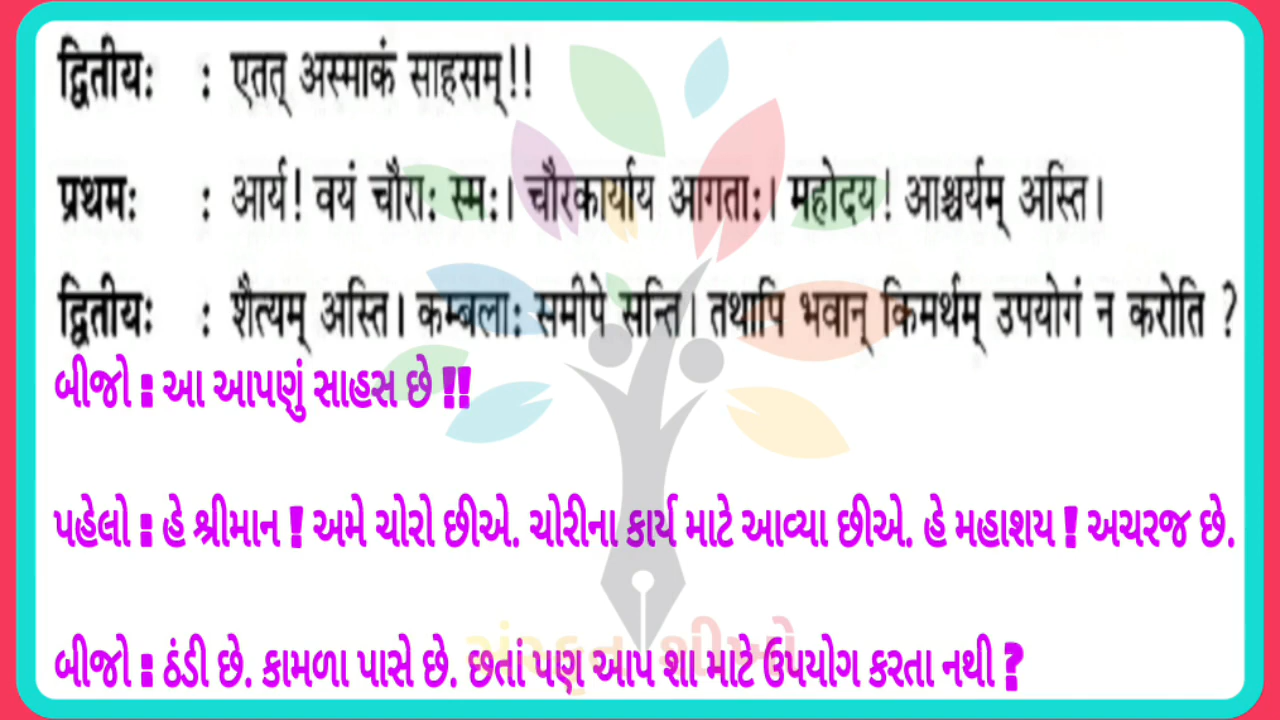 द्वितीयः : एतत् अस्माकं साहसम्!!
प्रथमः : आर्य! वयं चौराः स्मः। चौरकार्याय आगताः। महोदय! आश्चर्यम् अस्ति।
द्वितीयः : शैत्यम् अस्ति। कम्बलाः समीपे सन्ति। तथापि भवान् किमर्थम् उपयोगं न करोति ?
બીજો : આ આપણું સાહસ છે !!
પહેલો : હે શ્રીમાન ! અમે ચોરો છીએ. ચોરીના કાર્ય માટે આવ્યા છીએ. હે મહાશય ! અચરજ છે.
બીજો : ઠંડી છે. કામળા પાસે છે. છતાં પણ આપ શા માટે ઉપયોગ કરતા નથી ?